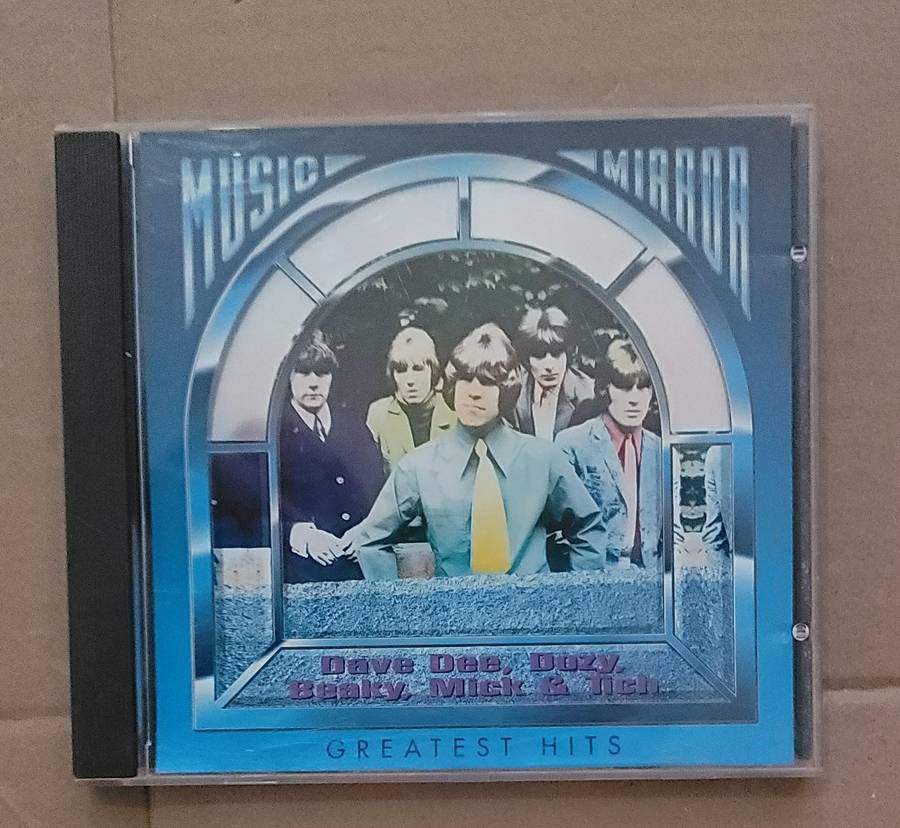 MUSIC MIRROR
Dave Dee, Dozy,
Beaky, Mick & Tich
GREATEST HITS